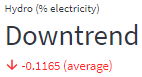 Hydro (% electricity)
Downtrend
↓ -0.1165 (average)